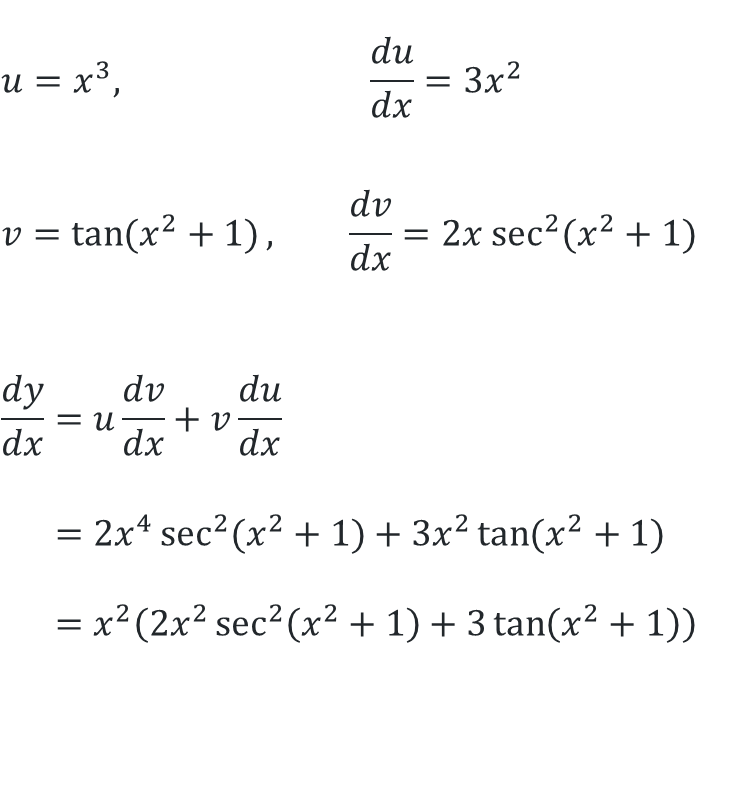 u = x³, du/dx = 3x²
v = tan(x² + 1), dv/dx = 2x sec²(x² + 1)
dy/dx = u dv/dx + v du/dx
= 2x⁴ sec²(x² + 1) + 3x² tan(x² + 1)
= x²(2x² sec²(x² + 1) + 3 tan(x² + 1))